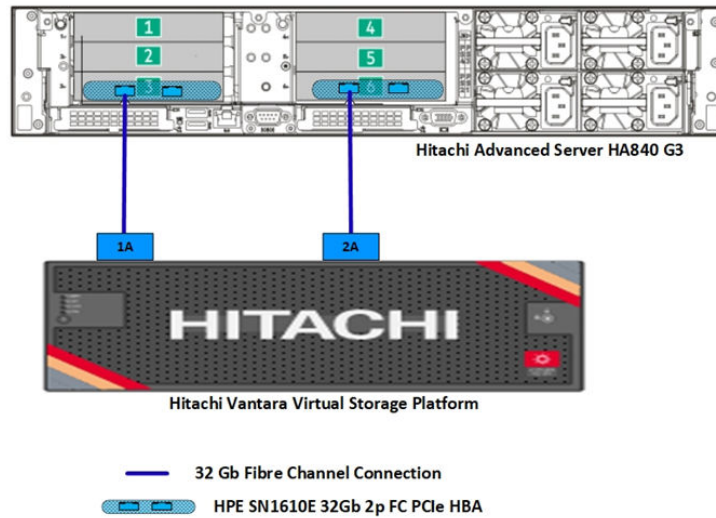 1
4
2
5
3
6
Hitachi Advanced Server HA840 G3
1A
2A
HITACHI
Hitachi Vantara Virtual Storage Platform
32 Gb Fibre Channel Connection
HPE SN1610E 32Gb 2p FC PCIe HBA